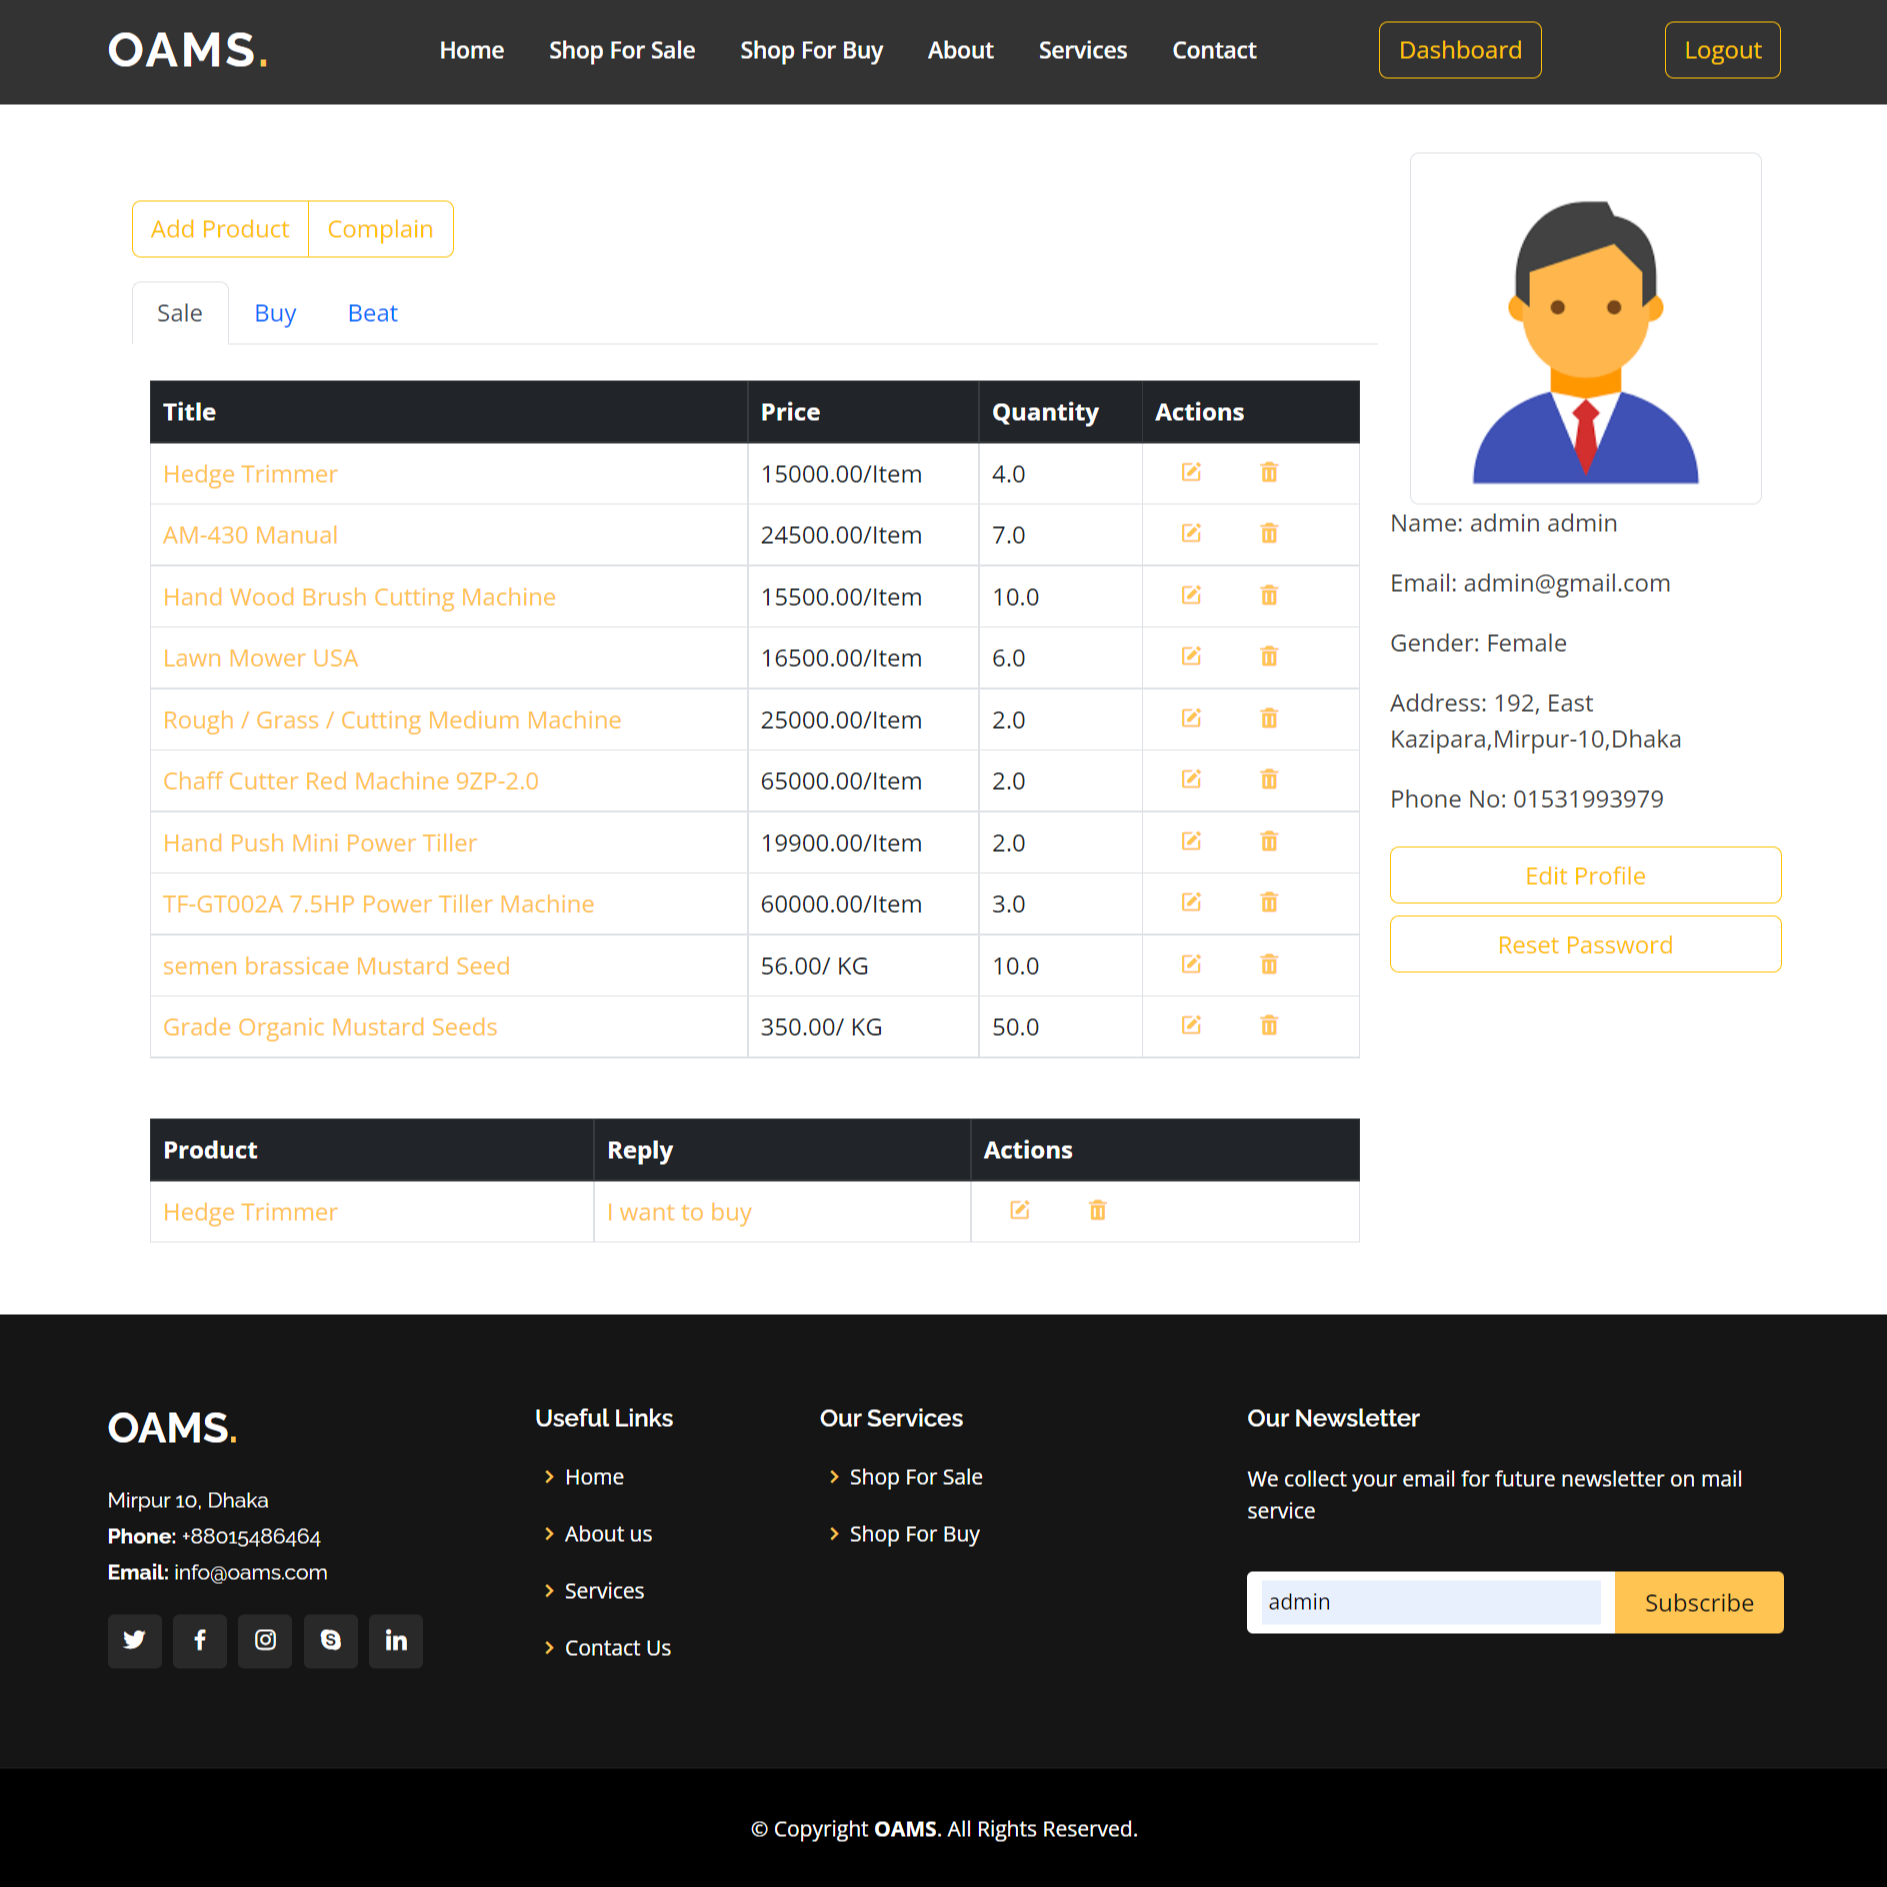 OAMS.
Home Shop For Sale Shop For Buy About Services Contact Dashboard Logout
Add Product Complain
Sale Buy Beat
Title Price Quantity Actions
Hedge Trimmer 15000.00/Item 4.0
AM-430 Manual 24500.00/Item 7.0
Hand Wood Brush Cutting Machine 15500.00/Item 10.0
Lawn Mower USA 16500.00/Item 6.0
Rough / Grass / Cutting Medium Machine 25000.00/Item 2.0
Chaff Cutter Red Machine 9ZP-2.0 65000.00/Item 2.0
Hand Push Mini Power Tiller 19900.00/Item 2.0
TF-GT002A 7.5HP Power Tiller Machine 60000.00/Item 3.0
semen brassicae Mustard Seed 56.00/ KG 10.0
Grade Organic Mustard Seeds 350.00/ KG 50.0
Product Reply Actions
Hedge Trimmer I want to buy
Name: admin admin
Email: admin@gmail.com
Gender: Female
Address: 192, East
Kazipara,Mirpur-10,Dhaka
Phone No: 01531993979
Edit Profile
Reset Password
OAMS.
Mirpur 10, Dhaka
Phone: +88015486464
Email: info@oams.com
Useful Links
Home
About us
Services
Contact Us
Our Services
Shop For Sale
Shop For Buy
Our Newsletter
We collect your email for future newsletter on mail
service
admin Subscribe
© Copyright OAMS. All Rights Reserved.